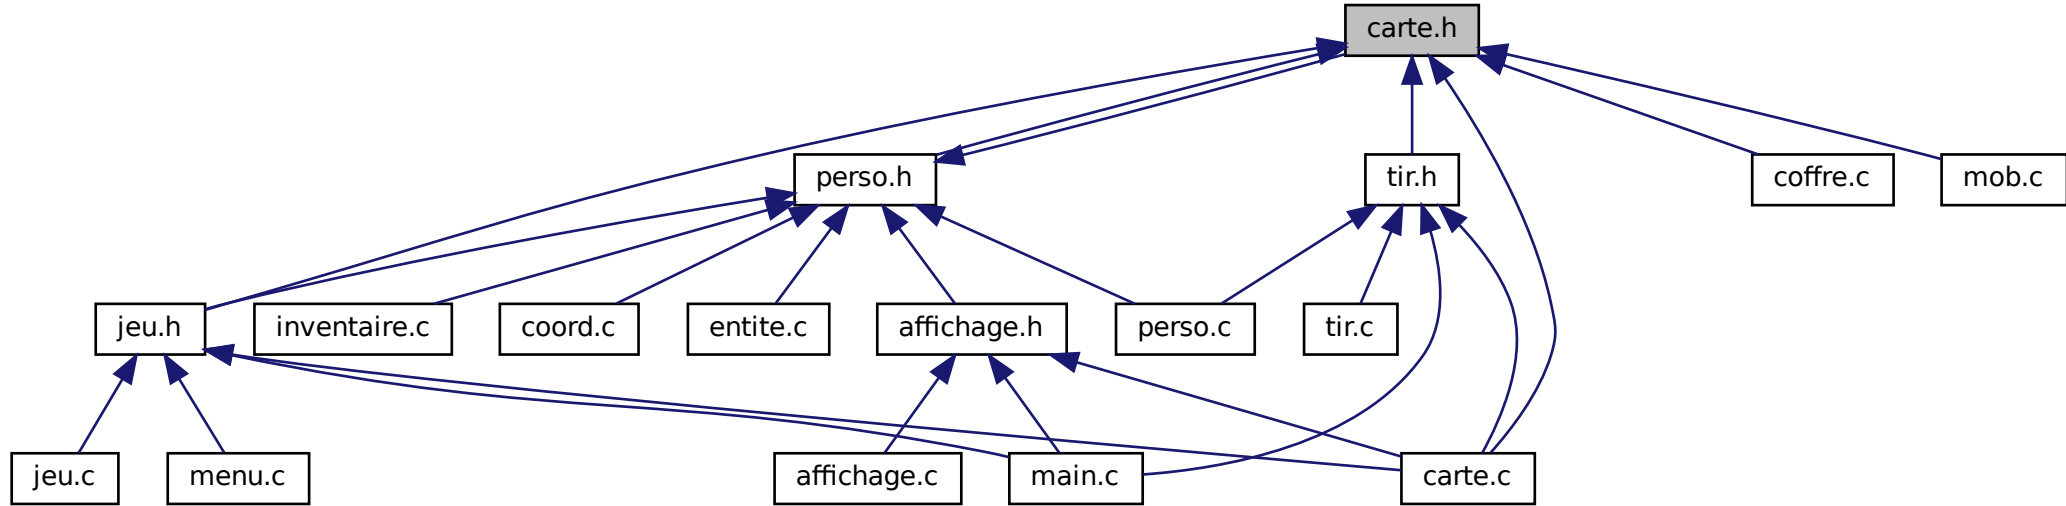 carte.h
perso.h
tir.h
coffre.c
mob.c
jeu.h
inventaire.c
coord.c
entite.c
affichage.h
perso.c
tir.c
jeu.c
menu.c
affichage.c
main.c
carte.c